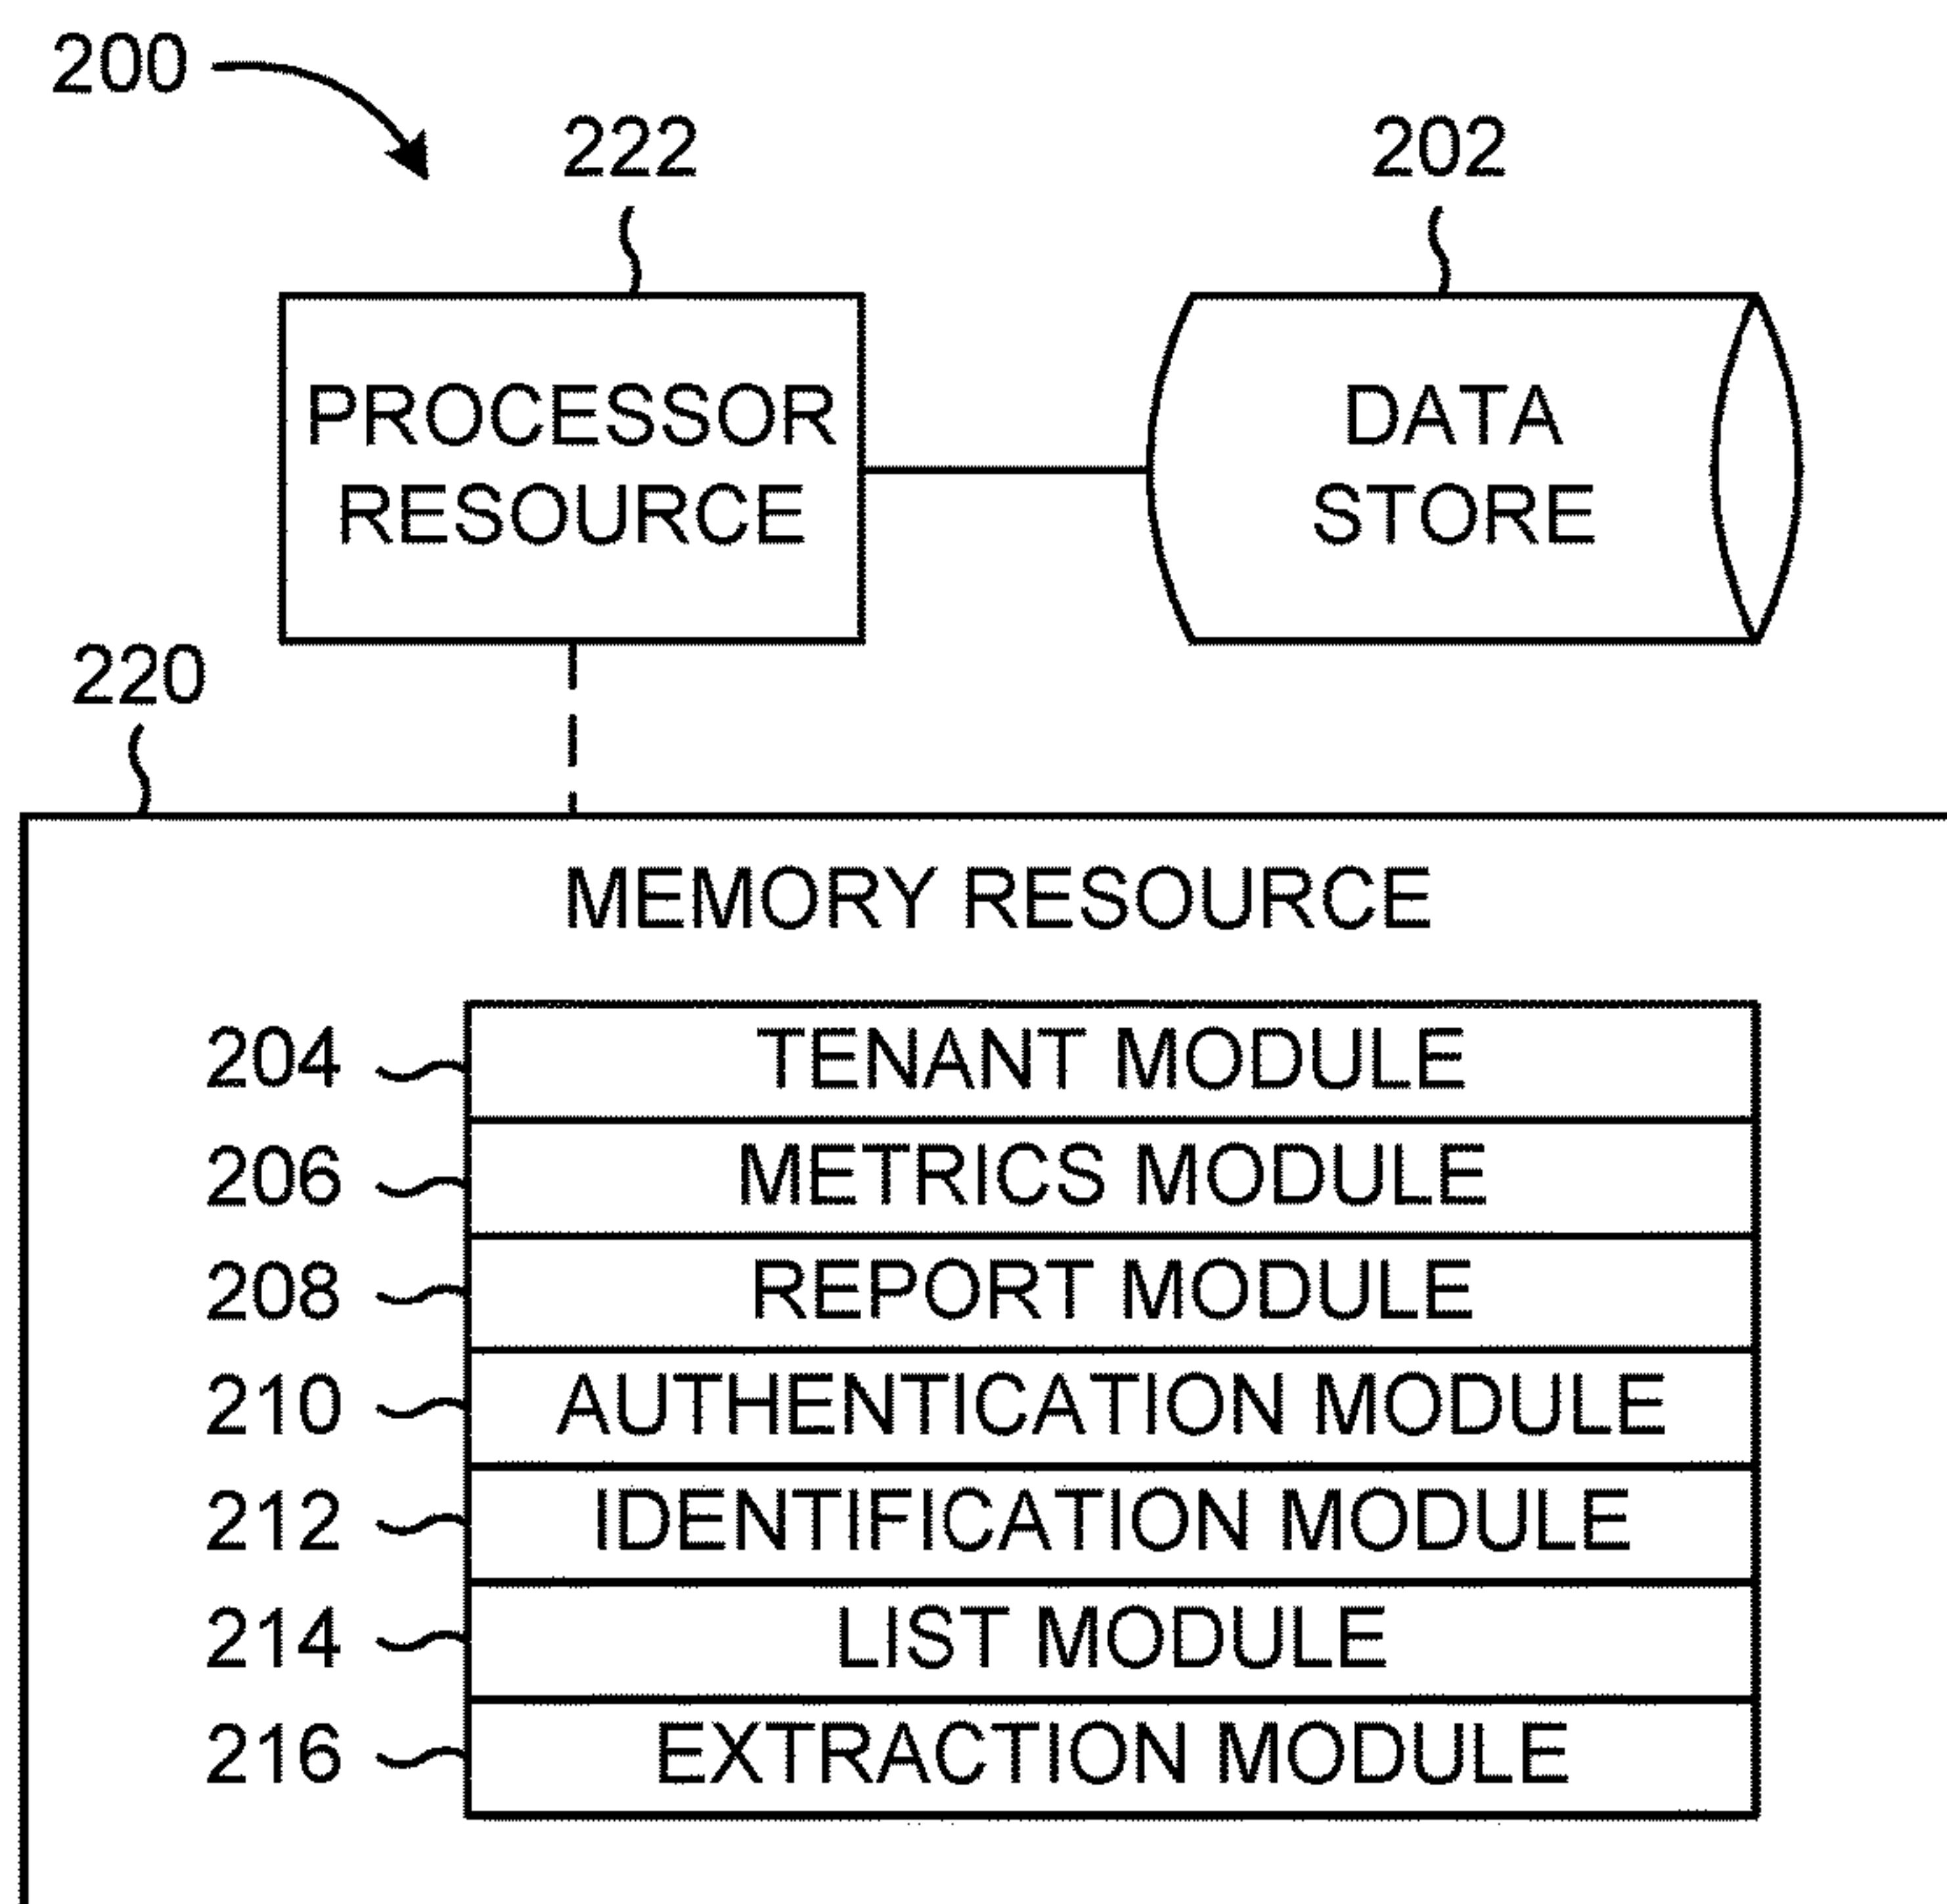 200
222
202
PROCESSOR
RESOURCE
DATA
STORE
220
MEMORY RESOURCE
204 TENANT MODULE
206 METRICS MODULE
208 REPORT MODULE
210 AUTHENTICATION MODULE
212 IDENTIFICATION MODULE
214 LIST MODULE
216 EXTRACTION MODULE